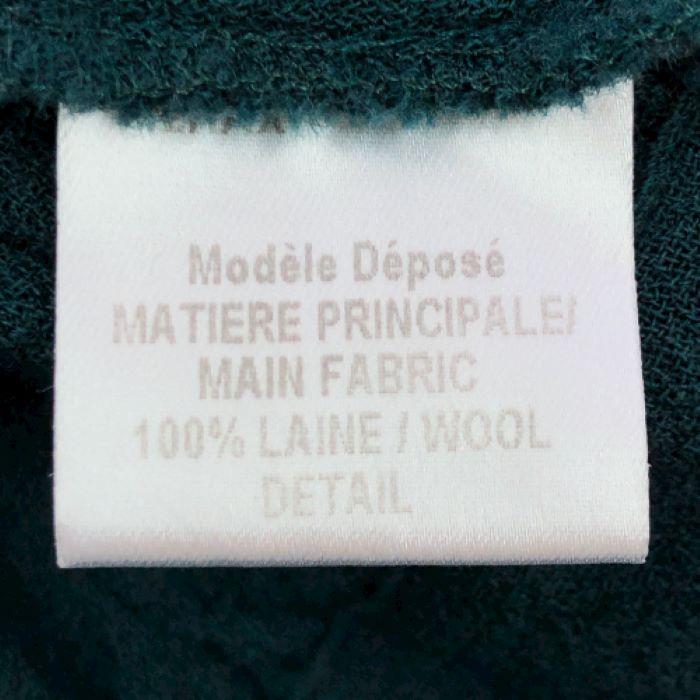 Modèle Déposé
MATIERE PRINCIPALE/
MAIN FABRIC
100% LAINE / WOOL
DETAIL